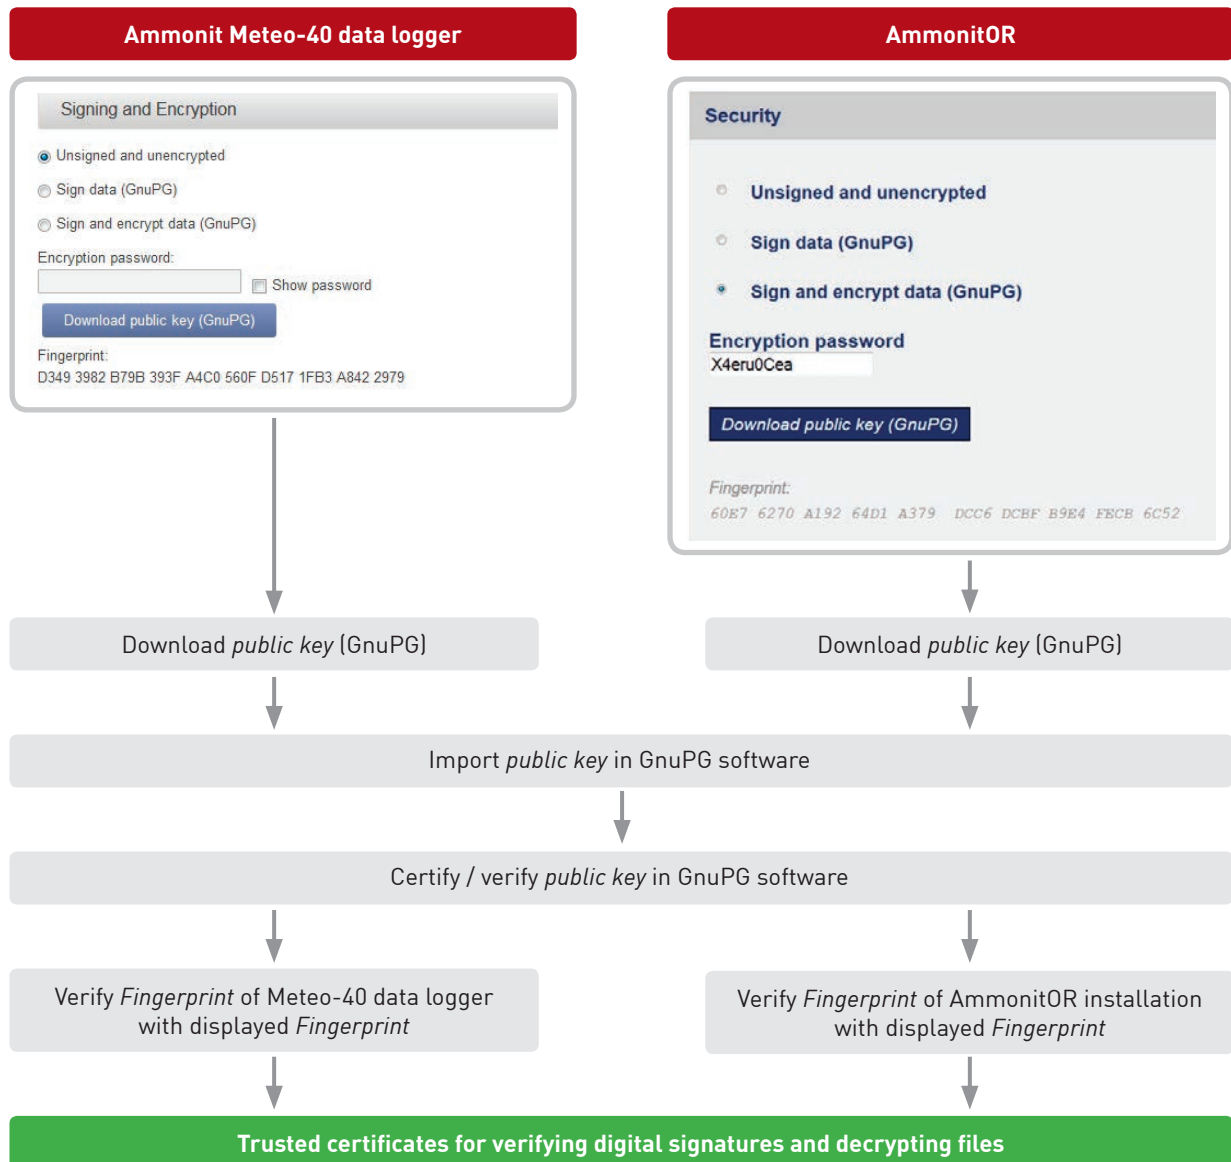 Ammonit Meteo-40 data logger
Signing and Encryption
Unsigned and unencrypted
Sign data (GnuPG)
Sign and encrypt data (GnuPG)
Encryption password:
Show password
Download public key (GnuPG)
Fingerprint:
D349 3982 B79B 393F A4C0 560F D517 1FB3 A842 2979
AmmonitOR
Security
Unsigned and unencrypted
Sign data (GnuPG)
Sign and encrypt data (GnuPG)
Encryption password
X4eru0Cea
Download public key (GnuPG)
Fingerprint:
60E7 6270 A192 64D1 A379 DCC6 DCBF B9E4 FECB 6C52
Download public key (GnuPG)
Download public key (GnuPG)
Import public key in GnuPG software
Certify / verify public key in GnuPG software
Verify Fingerprint of Meteo-40 data logger
with displayed Fingerprint
Verify Fingerprint of AmmonitOR installation
with displayed Fingerprint
Trusted certificates for verifying digital signatures and decrypting files